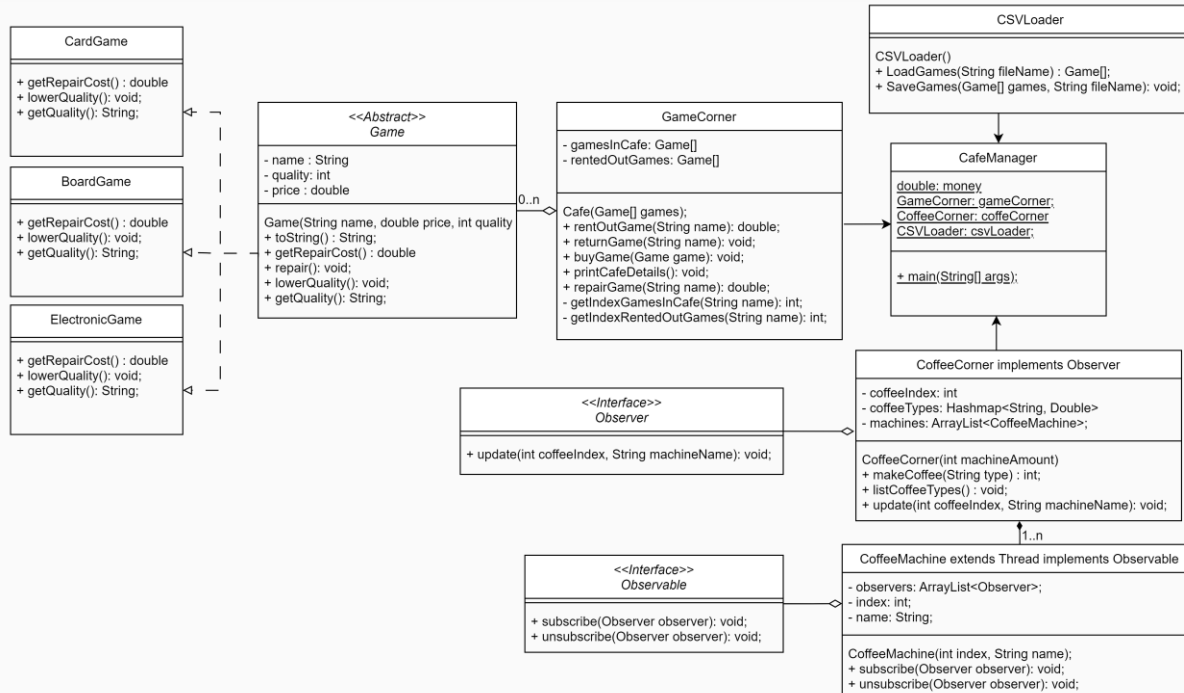 CardGame
+ getRepairCost() : double
+ lowerQuality(): void;
+ getQuality(): String;
BoardGame
+ getRepairCost() : double
+ lowerQuality(): void;
+ getQuality(): String;
ElectronicGame
+ getRepairCost() : double
+ lowerQuality(): void;
+ getQuality(): String;
<<Abstract>>
Game
- name : String
- quality: int
- price : double
Game(String name, double price, int quality
+ toString() : String;
+ getRepairCost() : double
+ repair(): void;
+ lowerQuality(): void;
+ getQuality(): String;
0..n
GameCorner
- gamesInCafe: Game[]
- rentedOutGames: Game[]
Cafe(Game[] games);
+ rentOutGame(String name): double;
+ returnGame(String name): void;
+ buyGame(Game game): void;
+ printCafeDetails(): void;
+ repairGame(String name): double;
- getIndexGamesInCafe(String name): int;
- getIndexRentedOutGames(String name): int;
CSVLoader
CSVLoader()
+ LoadGames(String fileName) : Game[];
+ SaveGames(Game[] games, String fileName): void;
CafeManager
double: money
GameCorner: gameCorner;
CoffeeCorner: coffeCorner
CSVLoader: csvLoader;
+ main(String[] args);
<<Interface>>
Observer
+ update(int coffeeIndex, String machineName): void;
CoffeeCorner implements Observer
- coffeeIndex: int
- coffeeTypes: Hashmap<String, Double>
- machines: ArrayList<CoffeeMachine>;
CoffeeCorner(int machineAmount)
+ makeCoffee(String type) : int;
+ listCoffeeTypes() : void;
+ update(int coffeeIndex, String machineName): void;
1..n
<<Interface>>
Observable
+ subscribe(Observer observer): void;
+ unsubscribe(Observer observer): void;
CoffeeMachine extends Thread implements Observable
- observers: ArrayList<Observer>;
- index: int;
- name: String;
CoffeeMachine(int index, String name);
+ subscribe(Observer observer): void;
+ unsubscribe(Observer observer): void;